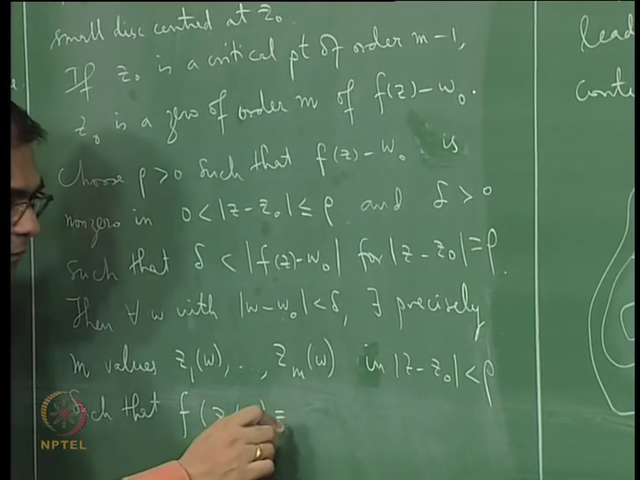 small disc centred at z₀.
If z₀ is a critical pt of order m-1,
z₀ is a zero of order m of f(z)-w₀.
Choose ρ>0 such that f(z)-w₀ is
nonzero in 0<|z-z₀|≤ρ and δ>0
such that δ<|f(z)-w₀| for |z-z₀|=ρ.
Then ∀ w with |w-w₀|<δ, ∃ precisely
m values z₁(w),.., z_m(w) in |z-z₀|<ρ
such that f(z =
lead
conta
NPTEL